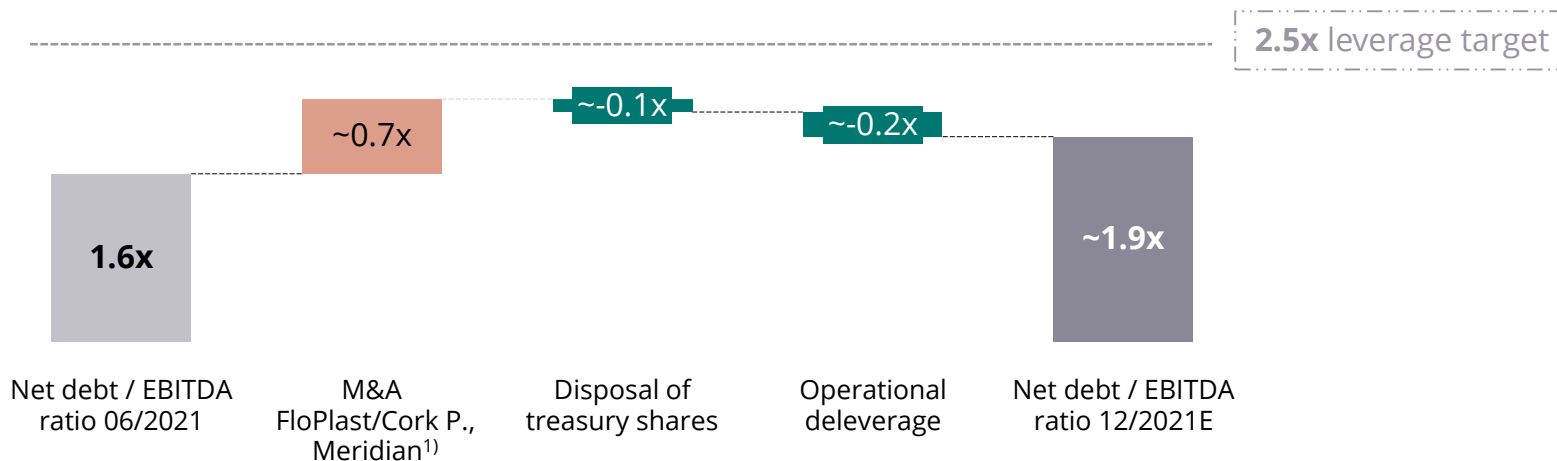 2.5x leverage target
~0.7x
~-0.1x
~-0.2x
1.6x
~1.9x
Net debt / EBITDA
ratio 06/2021
M&A
FloPlast/Cork P.,
Meridian1)
Disposal of
treasury shares
Operational
deleverage
Net debt / EBITDA
ratio 12/2021E